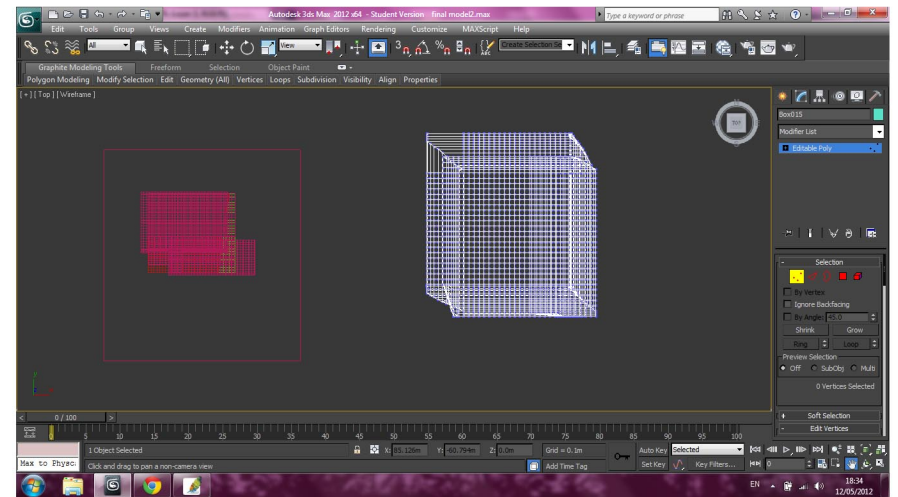 Autodesk 3ds Max 2012 x64 - Student Version final model2.max
Type a keyword or phrase
Edit Tools Group Views Create Modifiers Animation Graph Editors Rendering Customize MAXScript Help
All
View
Create Selection Se
Graphite Modeling Tools Freeform Selection Object Paint
Polygon Modeling Modify Selection Edit Geometry (All) Vertices Loops Subdivision Visibility Align Properties
[ + ] [ Top ] [ Wireframe ]
TOP
Box015
Modifier List
Editable Poly
Selection
By Vertex
Ignore Backfacing
By Angle: 45.0
Shrink Grow
Ring Loop
Preview Selection
Off SubObj Multi
0 Vertices Selected
Soft Selection
Edit Vertices
0 / 100
0 5 10 15 20 25 30 35 40 45 50 55 60 65 70 75 80 85 90 95 100
1 Object Selected X: 85.126m Y: -60.794m Z: 0.0m Grid = 0.1m Auto Key Selected
Max to Physc. Click and drag to pan a non-camera view Add Time Tag Set Key Key Filters... 0
EN 18:34
12/05/2012